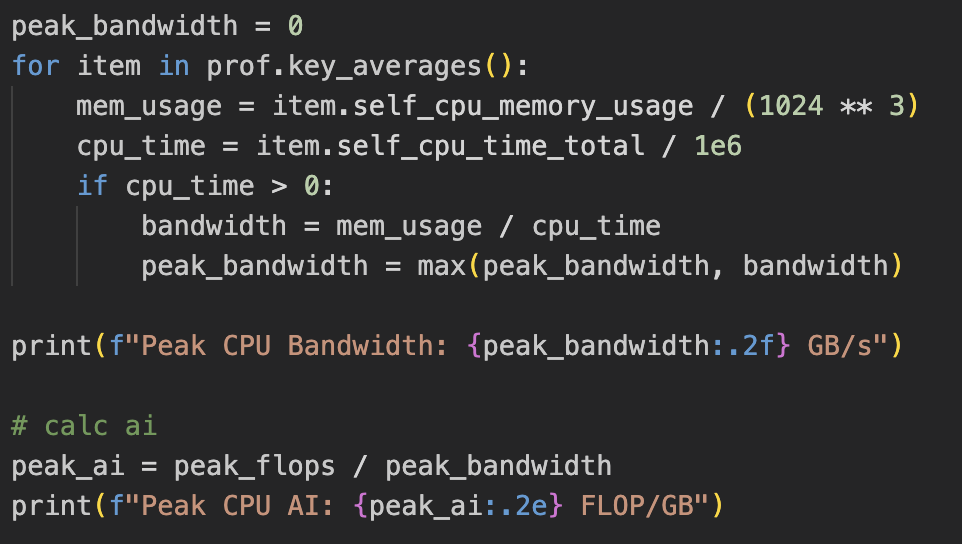 peak_bandwidth = 0
for item in prof.key_averages():
    mem_usage = item.self_cpu_memory_usage / (1024 ** 3)
    cpu_time = item.self_cpu_time_total / 1e6
    if cpu_time > 0:
        bandwidth = mem_usage / cpu_time
        peak_bandwidth = max(peak_bandwidth, bandwidth)

print(f"Peak CPU Bandwidth: {peak_bandwidth:.2f} GB/s")

# calc ai
peak_ai = peak_flops / peak_bandwidth
print(f"Peak CPU AI: {peak_ai:.2e} FLOP/GB")